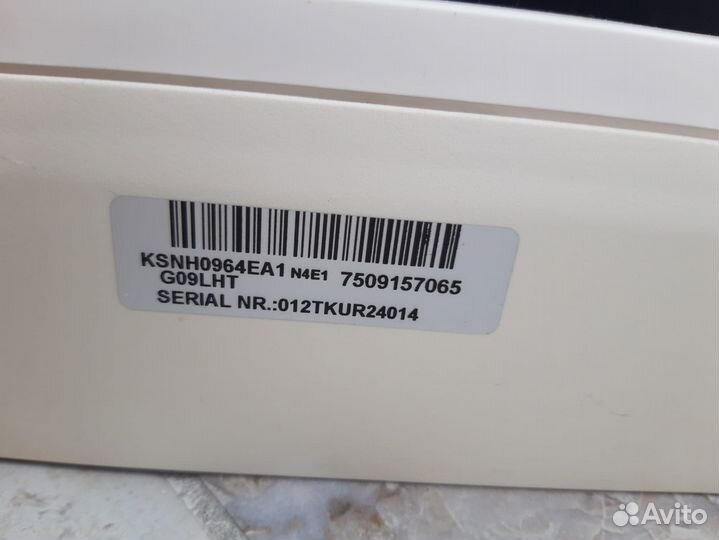 KSNH0964EA1 N4E1 7509157065
G09LHT
SERIAL NR.:012TKUR24014
Avito